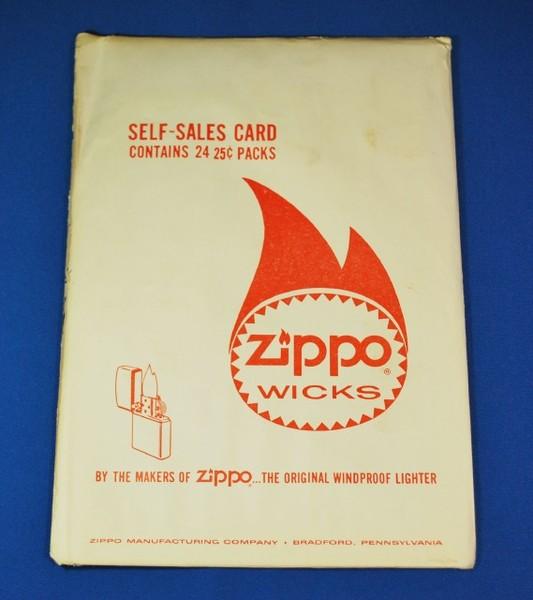 SELF-SALES CARD
CONTAINS 24 25¢ PACKS
zippo®
WICKS
BY THE MAKERS OF zippo...THE ORIGINAL WINDPROOF LIGHTER
ZIPPO MANUFACTURING COMPANY • BRADFORD, PENNSYLVANIA